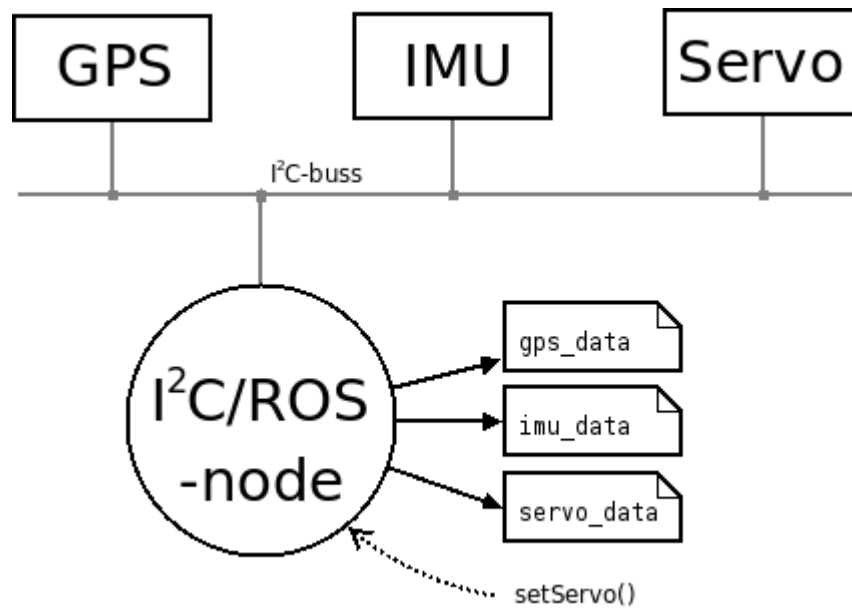 GPS
IMU
Servo
I²C-buss
I²C/ROS
-node
gps_data
imu_data
servo_data
setServo()